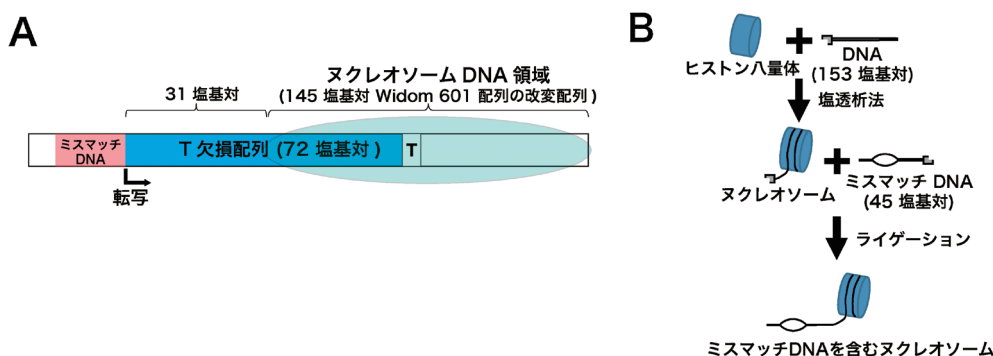 A
ヌクレオソーム DNA 領域
31 塩基対
(145 塩基対 Widom 601 配列の改変配列 )
ミスマッチ
DNA
T 欠損配列 (72 塩基対 )
T
転写
B
ヒストン八量体
DNA
(153 塩基対)
塩透析法
ヌクレオソーム
ミスマッチ DNA
(45 塩基対)
ライゲーション
ミスマッチDNAを含むヌクレオソーム